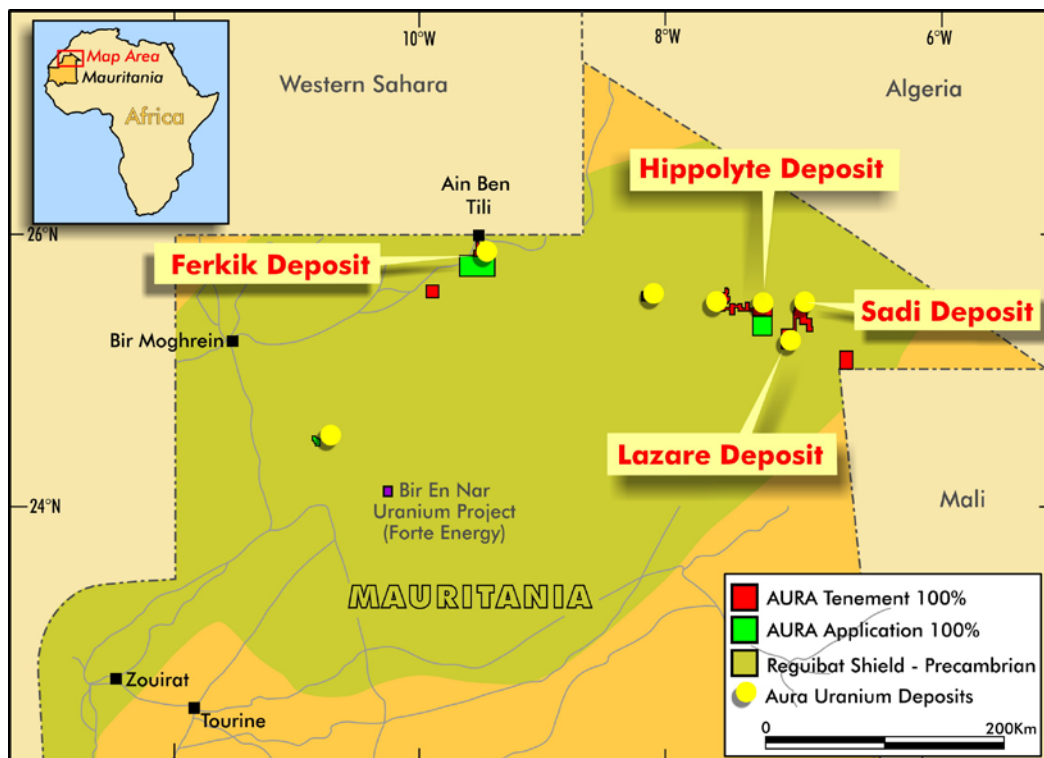 Map Area
Mauritania
Africa
10°W
8°W
6°W
Western Sahara
Algeria
Hippolyte Deposit
Ain Ben
Tili
26°N
Ferkik Deposit
Sadi Deposit
Bir Moghrein
Lazare Deposit
24°N
Bir En Nar
Uranium Project
(Forte Energy)
Mali
MAURITANIA
Zouirat
Tourine
AURA Tenement 100%
AURA Application 100%
Reguibat Shield - Precambrian
Aura Uranium Deposits
0
200Km